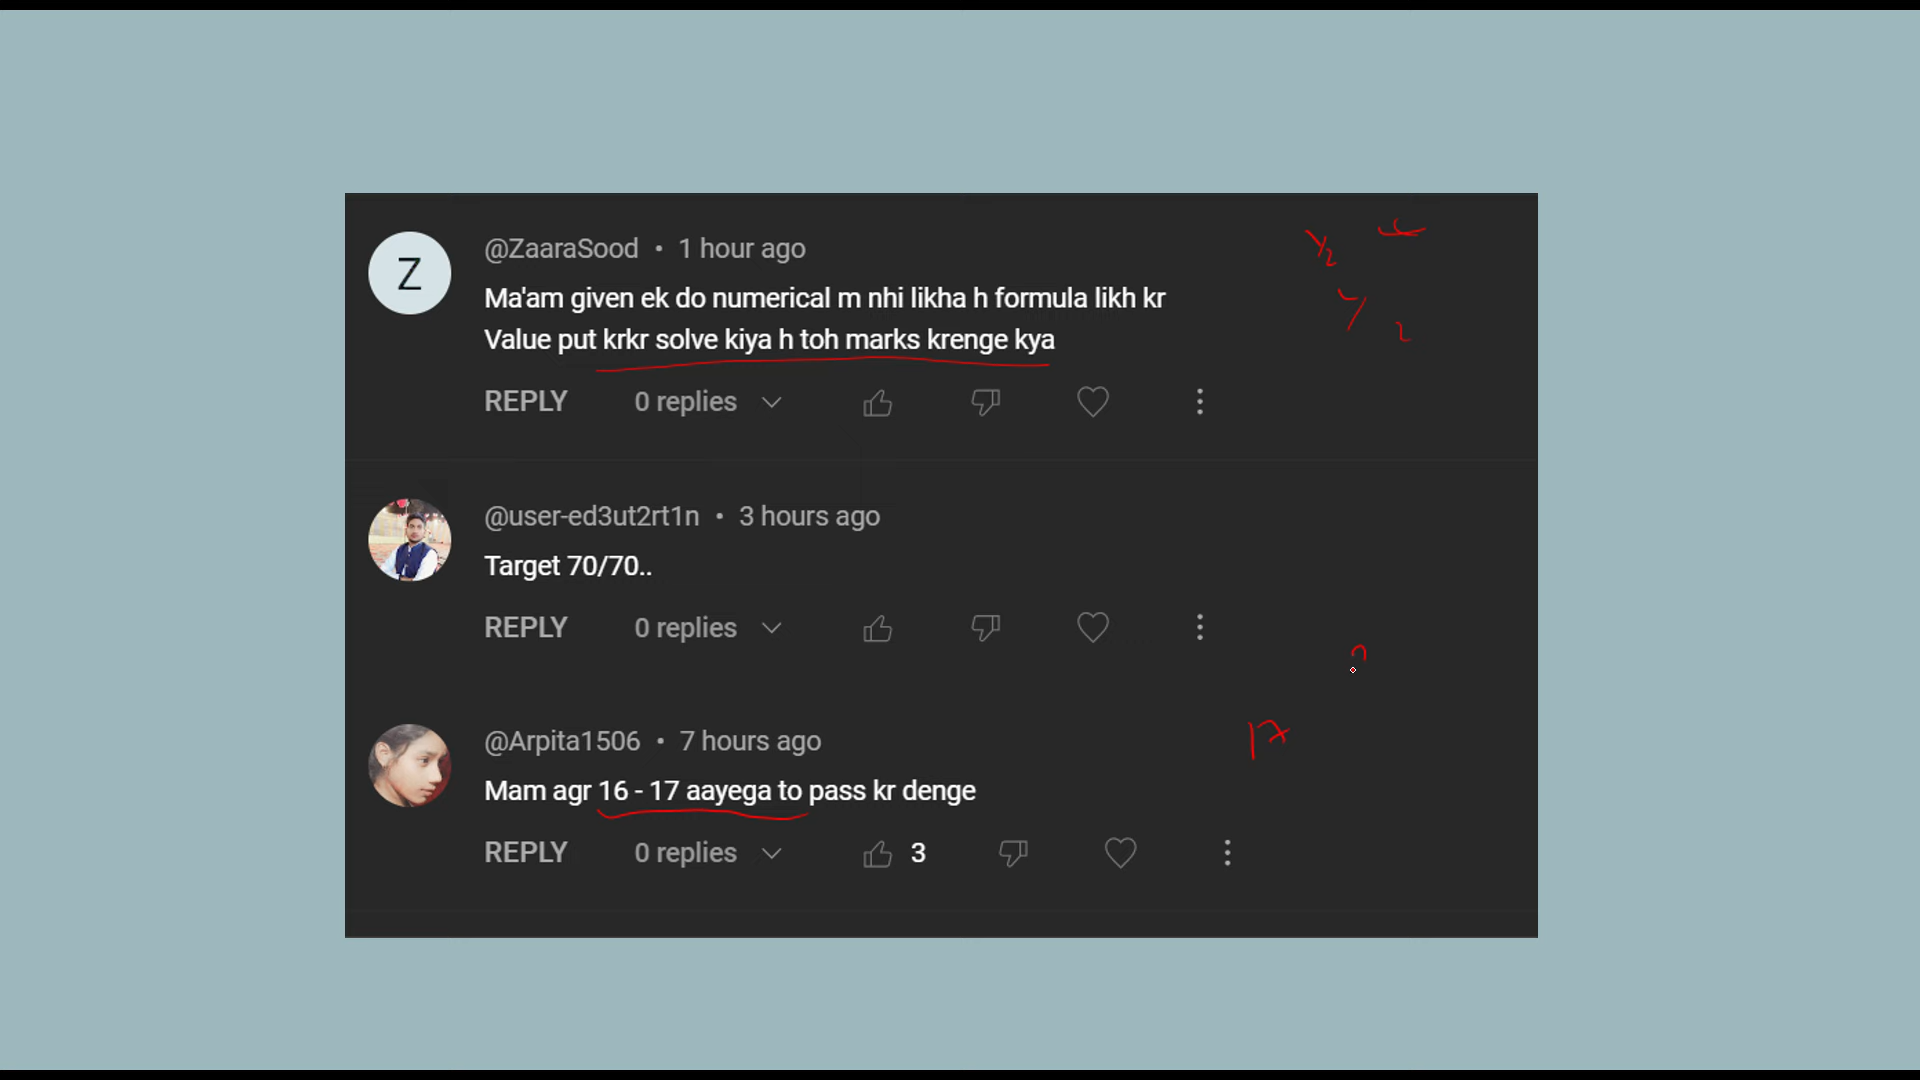 Z
@ZaaraSood • 1 hour ago
Ma'am given ek do numerical m nhi likha h formula likh kr
Value put krkr solve kiya h toh marks krenge kya
REPLY 0 replies
@user-ed3ut2rt1n • 3 hours ago
Target 70/70..
REPLY 0 replies
17
@Arpita1506 • 7 hours ago
Mam agr 16 - 17 aayega to pass kr denge
REPLY 0 replies 3